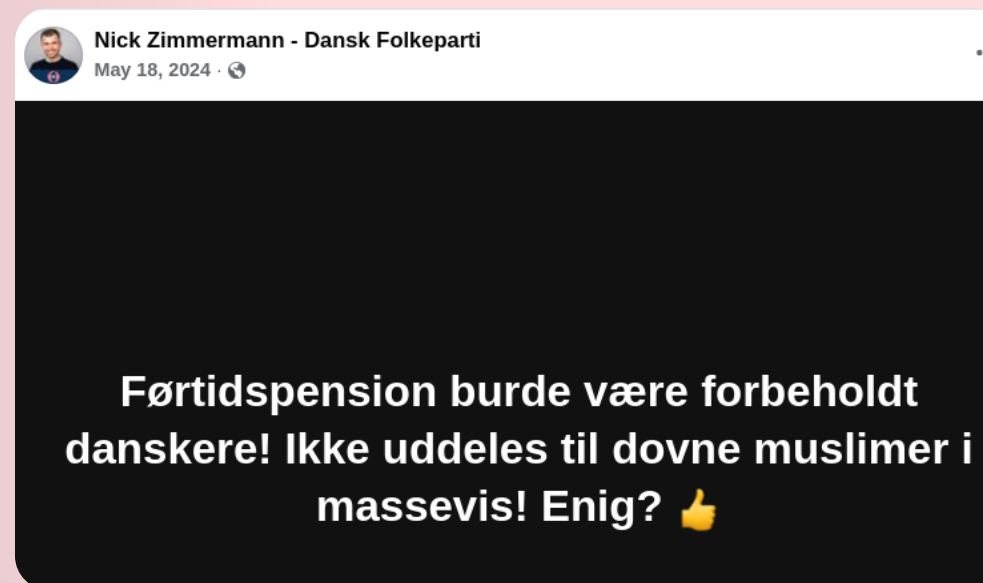 Nick Zimmermann - Dansk Folkeparti
May 18, 2024 ·
Førtidspension burde være forbeholdt
danskere! Ikke uddeles til dovne muslimer i
massevis! Enig? 👍